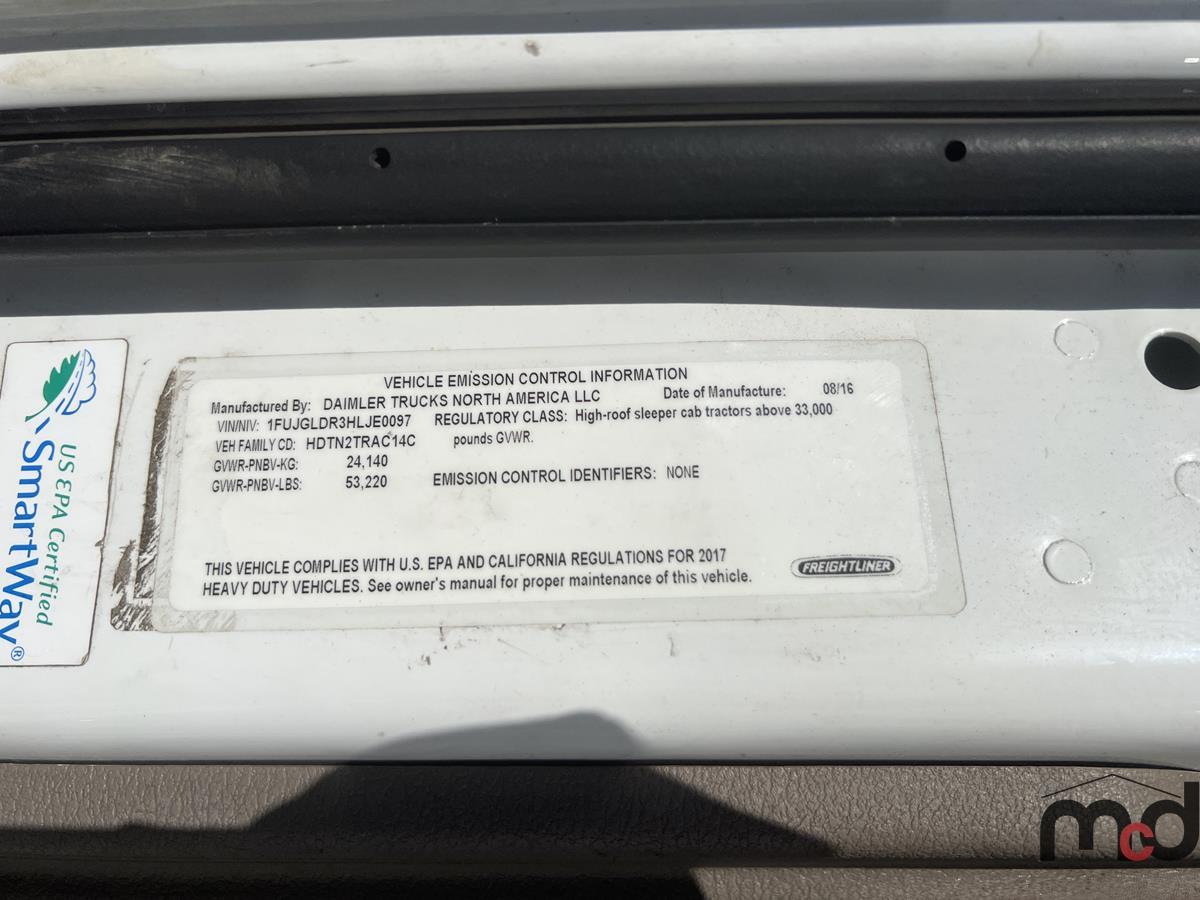 VEHICLE EMISSION CONTROL INFORMATION
Manufactured By: DAIMLER TRUCKS NORTH AMERICA LLC Date of Manufacture: 08/16
VIN/NIV: 1FUJGLDR3HLJE0097 REGULATORY CLASS: High-roof sleeper cab tractors above 33,000
VEH FAMILY CD: HDTN2TRAC14C pounds GVWR.
GVWR-PNBV-KG: 24,140
GVWR-PNBV-LBS: 53,220 EMISSION CONTROL IDENTIFIERS: NONE
THIS VEHICLE COMPLIES WITH U.S. EPA AND CALIFORNIA REGULATIONS FOR 2017
HEAVY DUTY VEHICLES. See owner's manual for proper maintenance of this vehicle.
FREIGHTLINER
US EPA Certified
SmartWay®
mcd